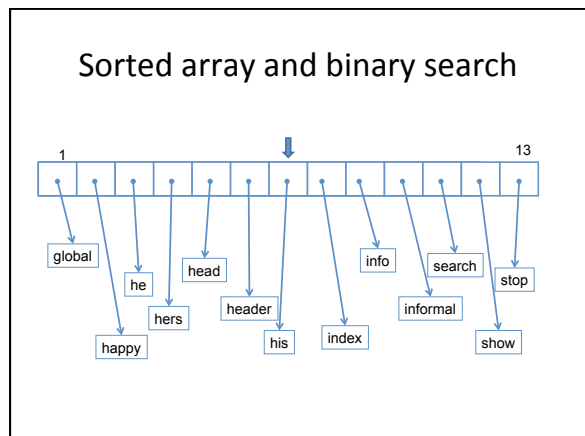 Sorted array and binary search
1
13
global
happy
he
hers
head
header
his
index
info
informal
search
show
stop